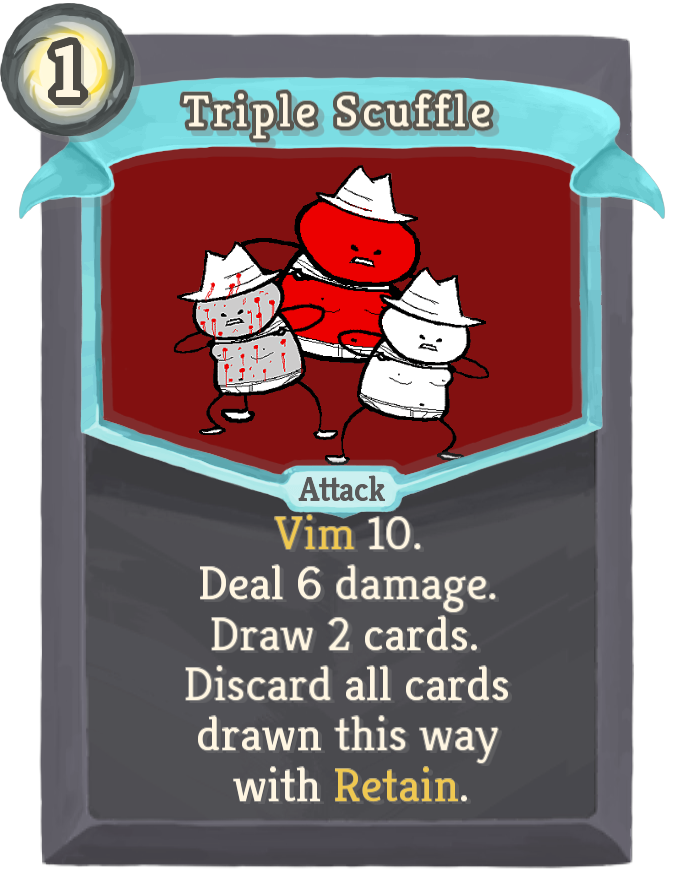 1
Triple Scuffle
Attack
Vim 10.
Deal 6 damage.
Draw 2 cards.
Discard all cards
drawn this way
with Retain.